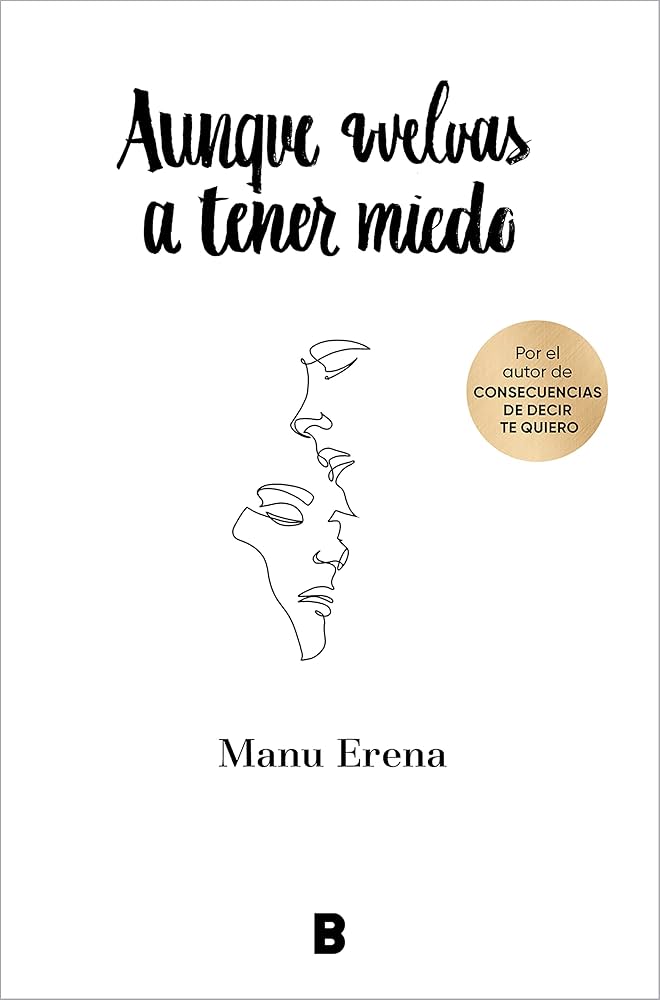 Aunque vuelvas
a tener miedo
Por el
autor de
CONSECUENCIAS
DE DECIR
TE QUIERO
Manu Erena
B